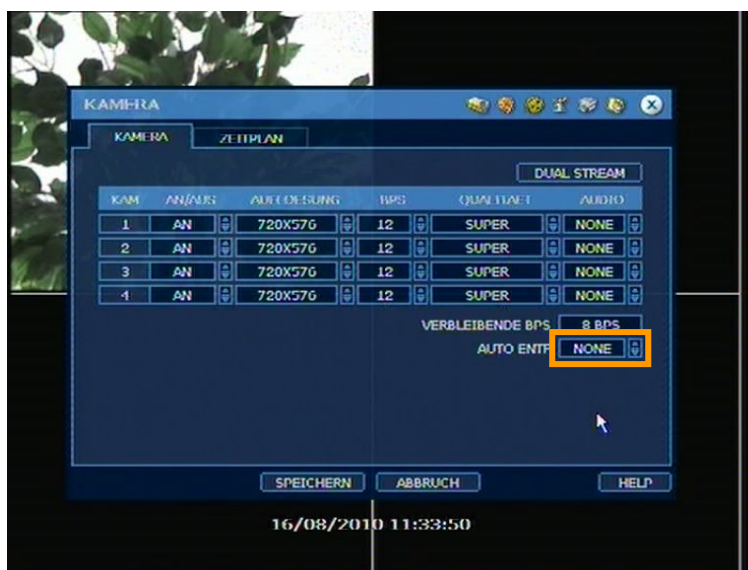 KAMERA
KAMERA ZEITPLAN
DUAL STREAM
KAM AN/AUS AUFLOESUNG BPS QUALITAET AUDIO
1 AN 720X576 12 SUPER NONE
2 AN 720X576 12 SUPER NONE
3 AN 720X576 12 SUPER NONE
4 AN 720X576 12 SUPER NONE
VERBLEIBENDE BPS 8 BPS
AUTO ENTF NONE
SPEICHERN ABBRUCH HELP
16/08/2010 11:33:50